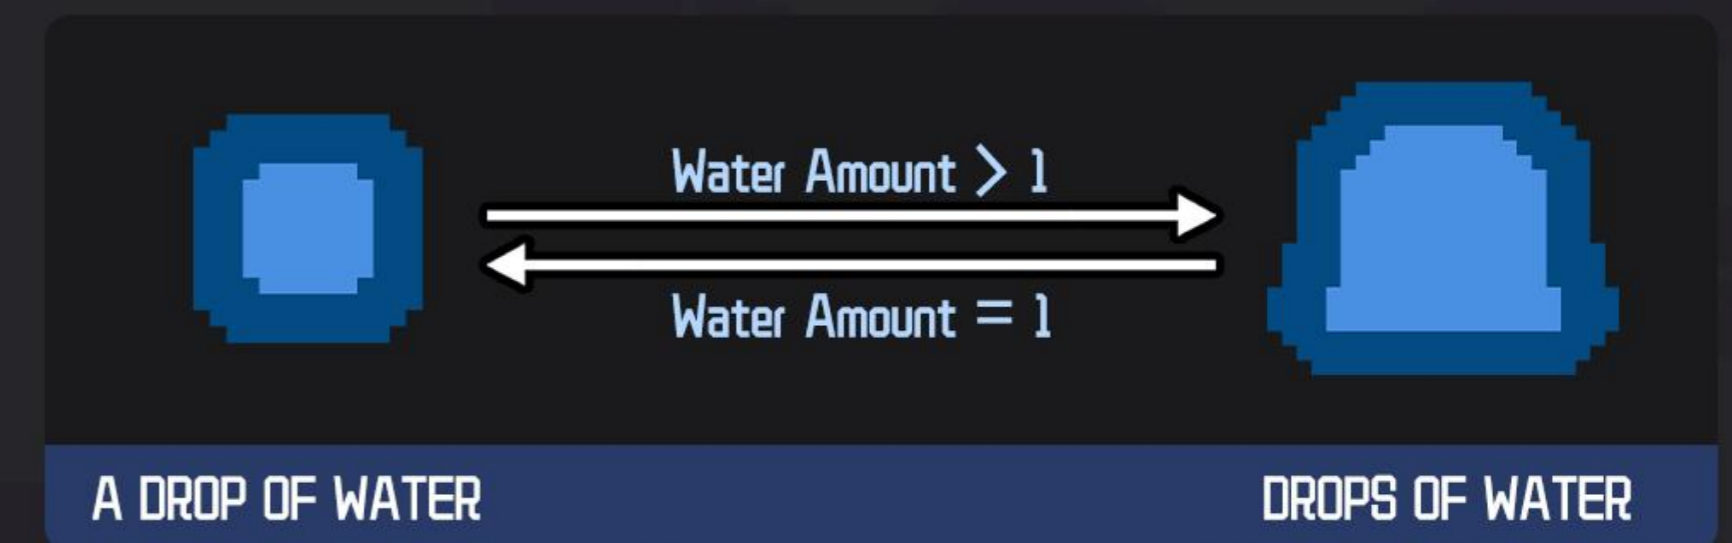 Water Amount > 1
Water Amount = 1
A DROP OF WATER
DROPS OF WATER